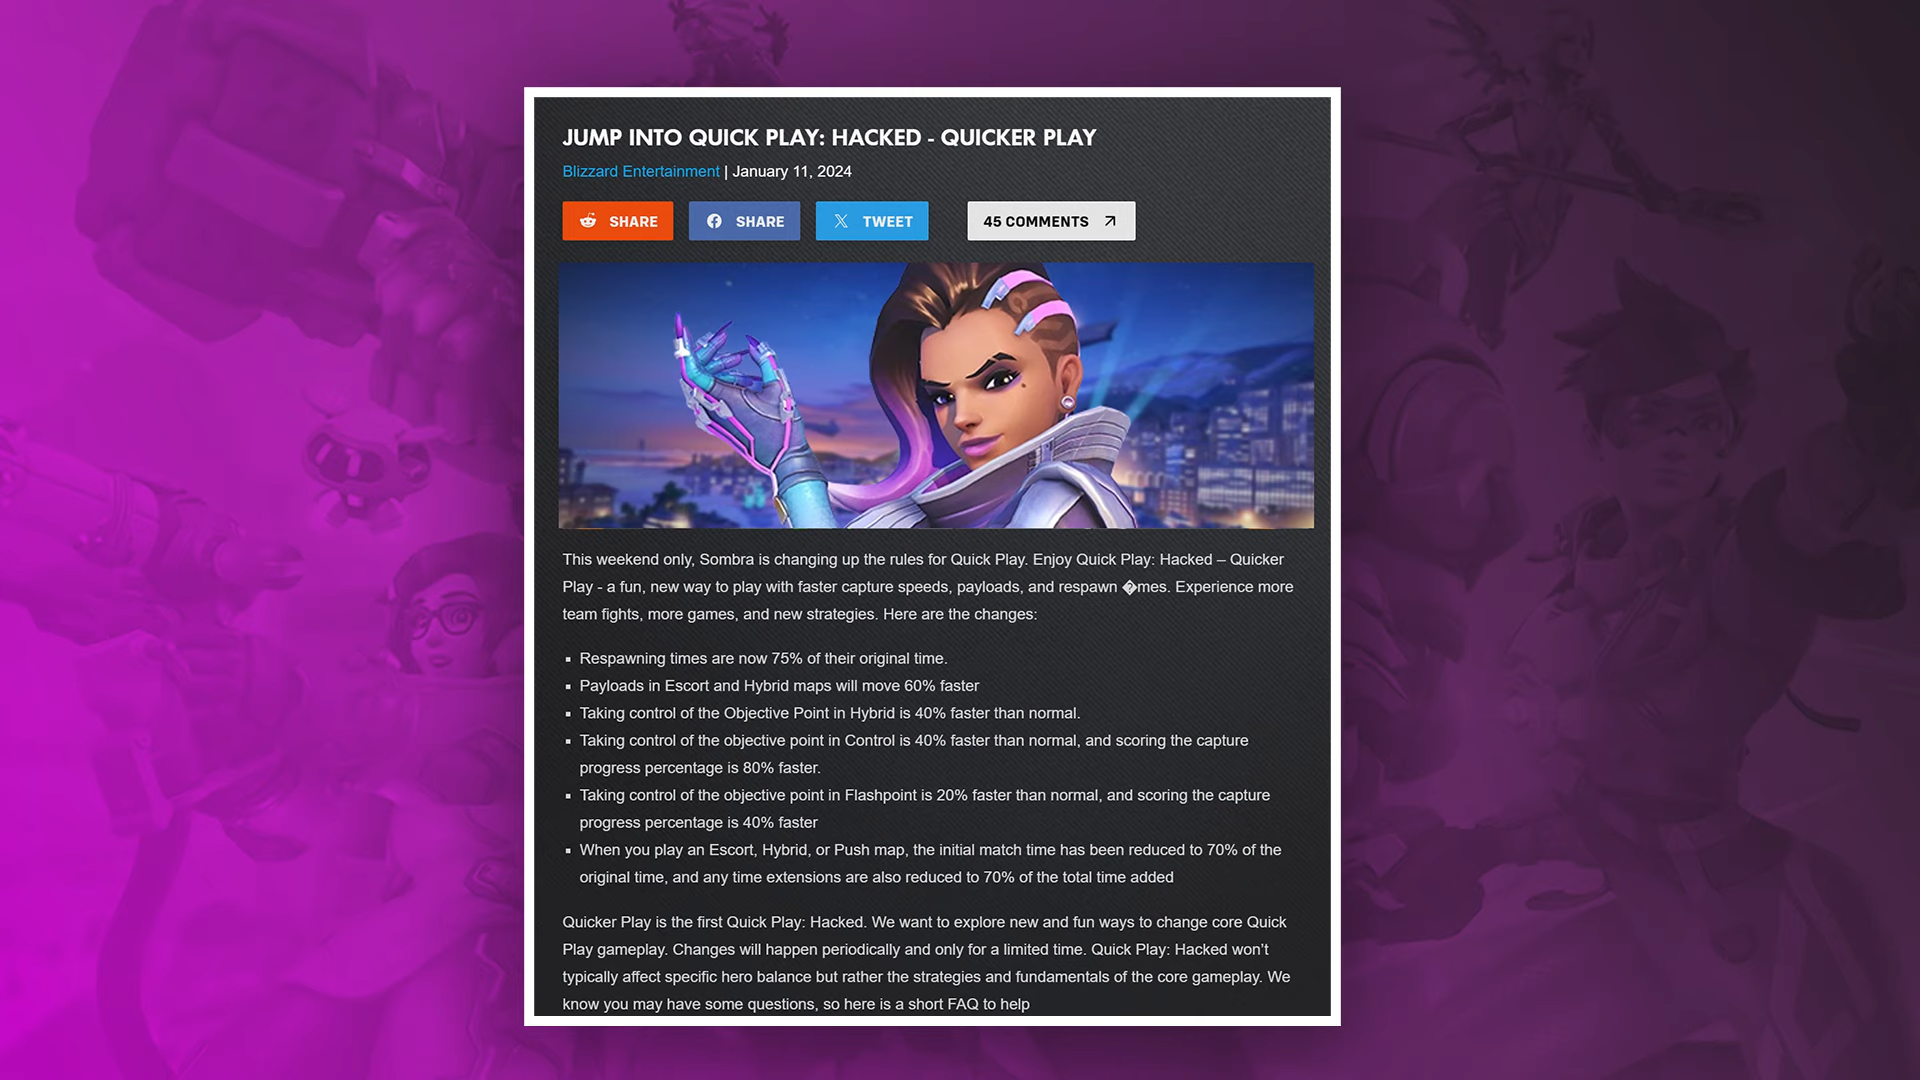 JUMP INTO QUICK PLAY: HACKED - QUICKER PLAY
Blizzard Entertainment | January 11, 2024
SHARE SHARE TWEET 45 COMMENTS
This weekend only, Sombra is changing up the rules for Quick Play. Enjoy Quick Play: Hacked – Quicker
Play - a fun, new way to play with faster capture speeds, payloads, and respawn �mes. Experience more
team fights, more games, and new strategies. Here are the changes:
▪ Respawning times are now 75% of their original time.
▪ Payloads in Escort and Hybrid maps will move 60% faster
▪ Taking control of the Objective Point in Hybrid is 40% faster than normal.
▪ Taking control of the objective point in Control is 40% faster than normal, and scoring the capture
progress percentage is 80% faster.
▪ Taking control of the objective point in Flashpoint is 20% faster than normal, and scoring the capture
progress percentage is 40% faster
▪ When you play an Escort, Hybrid, or Push map, the initial match time has been reduced to 70% of the
original time, and any time extensions are also reduced to 70% of the total time added
Quicker Play is the first Quick Play: Hacked. We want to explore new and fun ways to change core Quick
Play gameplay. Changes will happen periodically and only for a limited time. Quick Play: Hacked won’t
typically affect specific hero balance but rather the strategies and fundamentals of the core gameplay. We
know you may have some questions, so here is a short FAQ to help